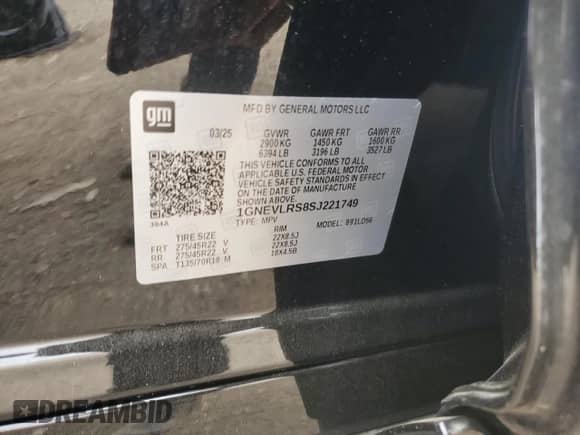 gm
MFD BY GENERAL MOTORS LLC
03/25 GVWR GAWR FRT GAWR RR
2900 KG 1450 KG 1600 KG
6394 LB 3196 LB 3527 LB
THIS VEHICLE CONFORMS TO ALL
APPLICABLE U.S. FEDERAL MOTOR
VEHICLE SAFETY STANDARDS IN
EFFECT ON THE DATE OF MANUFACTURE
SHOWN ABOVE.
1GNEVLRS8SJ221749
TYPE: MPV
TIRE SIZE RIM
FRT 275/45R22 V 22X8.5J
RR 275/45R22 V 22X8.5J
SPA T135/70R18 M 18X4.5B
DREAMBID